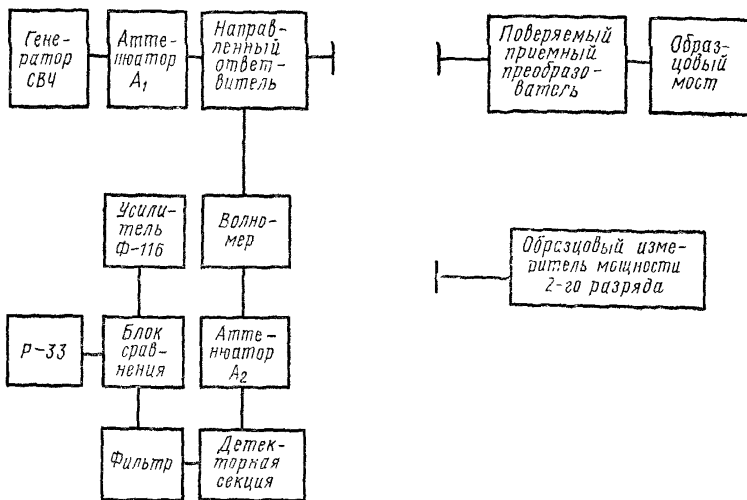 Гене-
ратор
СВЧ
Атте-
нюатор
А1
Направ-
ленный
ответ-
витель
Поверяемый
приемный
преобразо-
ватель
Образ-
цовый
мост
Усили-
тель
Ф-116
Волно-
мер
Образцовый изме-
ритель мощности
2-го разряда
Р-33
Блок
срав-
нения
Атте-
нюатор
А2
Фильтр
Детек-
торная
секция